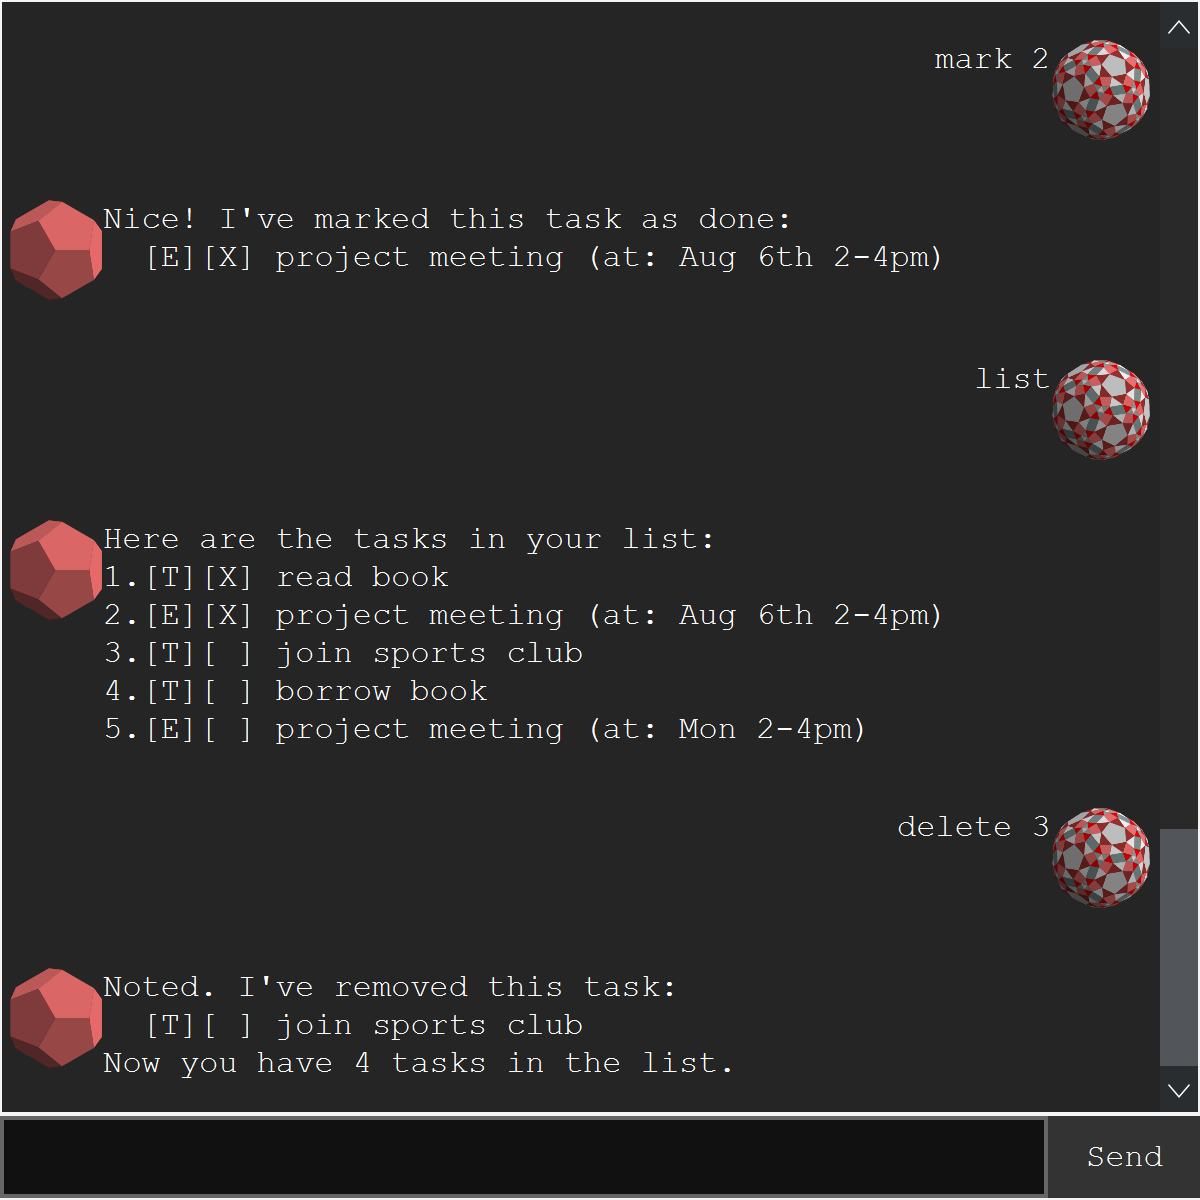 mark 2
Nice! I've marked this task as done:
  [E][X] project meeting (at: Aug 6th 2-4pm)
list
Here are the tasks in your list:
1.[T][X] read book
2.[E][X] project meeting (at: Aug 6th 2-4pm)
3.[T][ ] join sports club
4.[T][ ] borrow book
5.[E][ ] project meeting (at: Mon 2-4pm)
delete 3
Noted. I've removed this task:
  [T][ ] join sports club
Now you have 4 tasks in the list.
Send